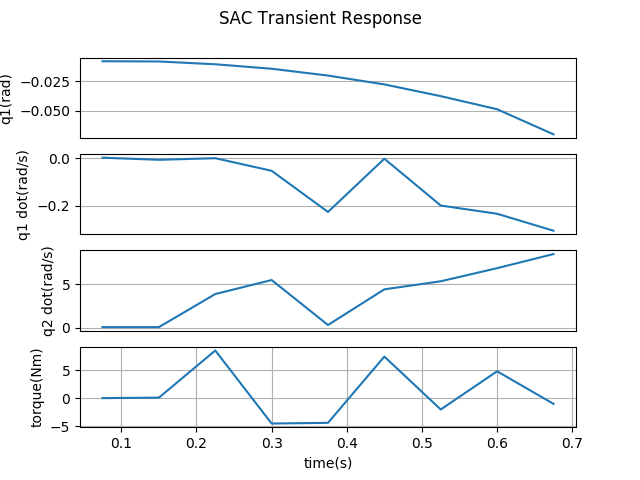 SAC Transient Response
−0.025
−0.050
q1(rad)
0.0
−0.2
q1 dot(rad/s)
5
0
q2 dot(rad/s)
5
0
−5
torque(Nm)
0.1 0.2 0.3 0.4 0.5 0.6 0.7
time(s)